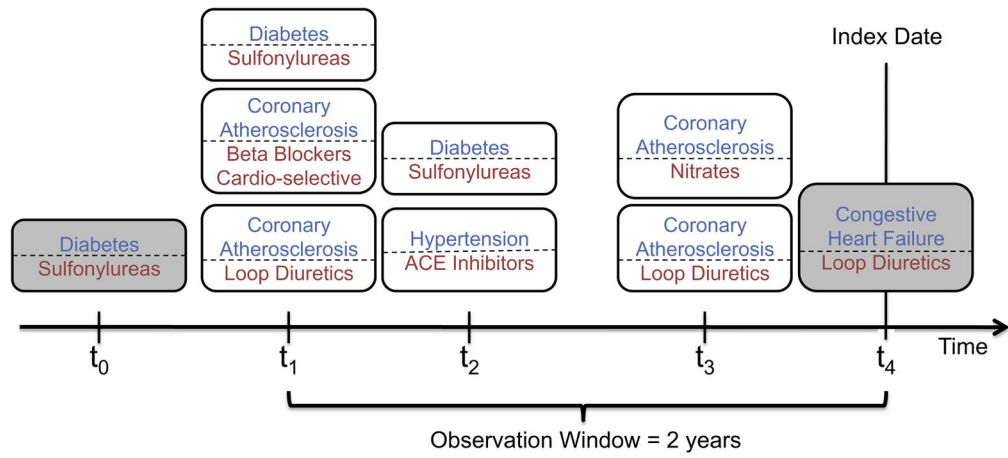 Diabetes
Sulfonylureas
Index Date
Coronary
Atherosclerosis
Beta Blockers
Cardio-selective
Diabetes
Sulfonylureas
Coronary
Atherosclerosis
Nitrates
Diabetes
Sulfonylureas
Coronary
Atherosclerosis
Loop Diuretics
Hypertension
ACE Inhibitors
Coronary
Atherosclerosis
Loop Diuretics
Congestive
Heart Failure
Loop Diuretics
t0
t1
t2
t3
t4
Time
Observation Window = 2 years